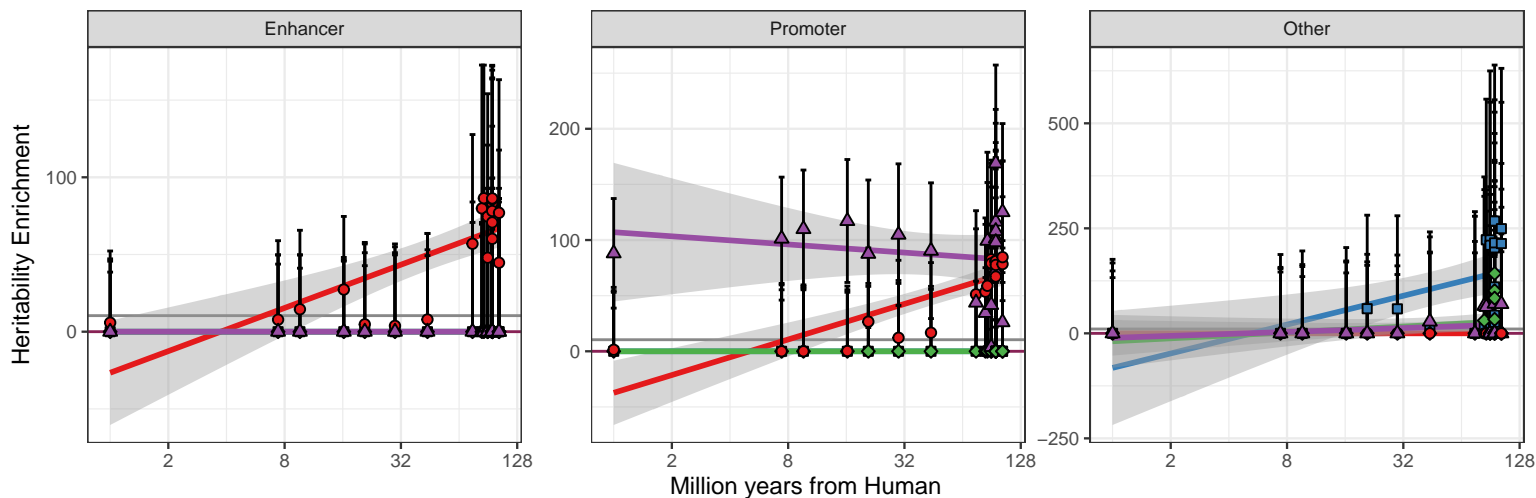 Enhancer
Promoter
Other
Heritability Enrichment
100
0
200
100
0
500
250
0
−250
2 8 32 128
2 8 32 128
2 8 32 128
Million years from Human